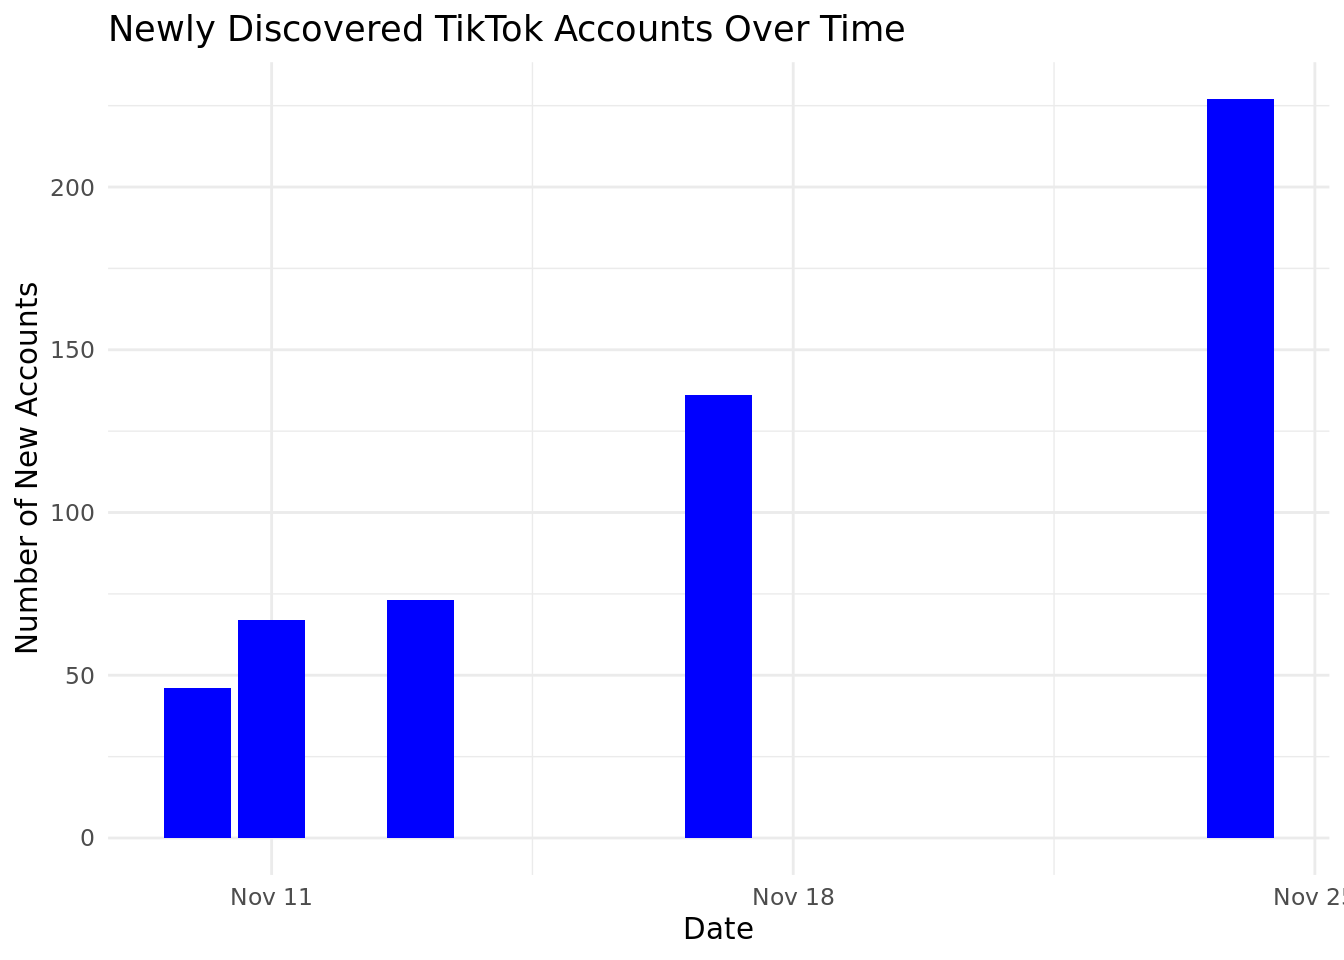 Newly Discovered TikTok Accounts Over Time
Number of New Accounts
200
150
100
50
0
Nov 11
Nov 18
Nov
Date